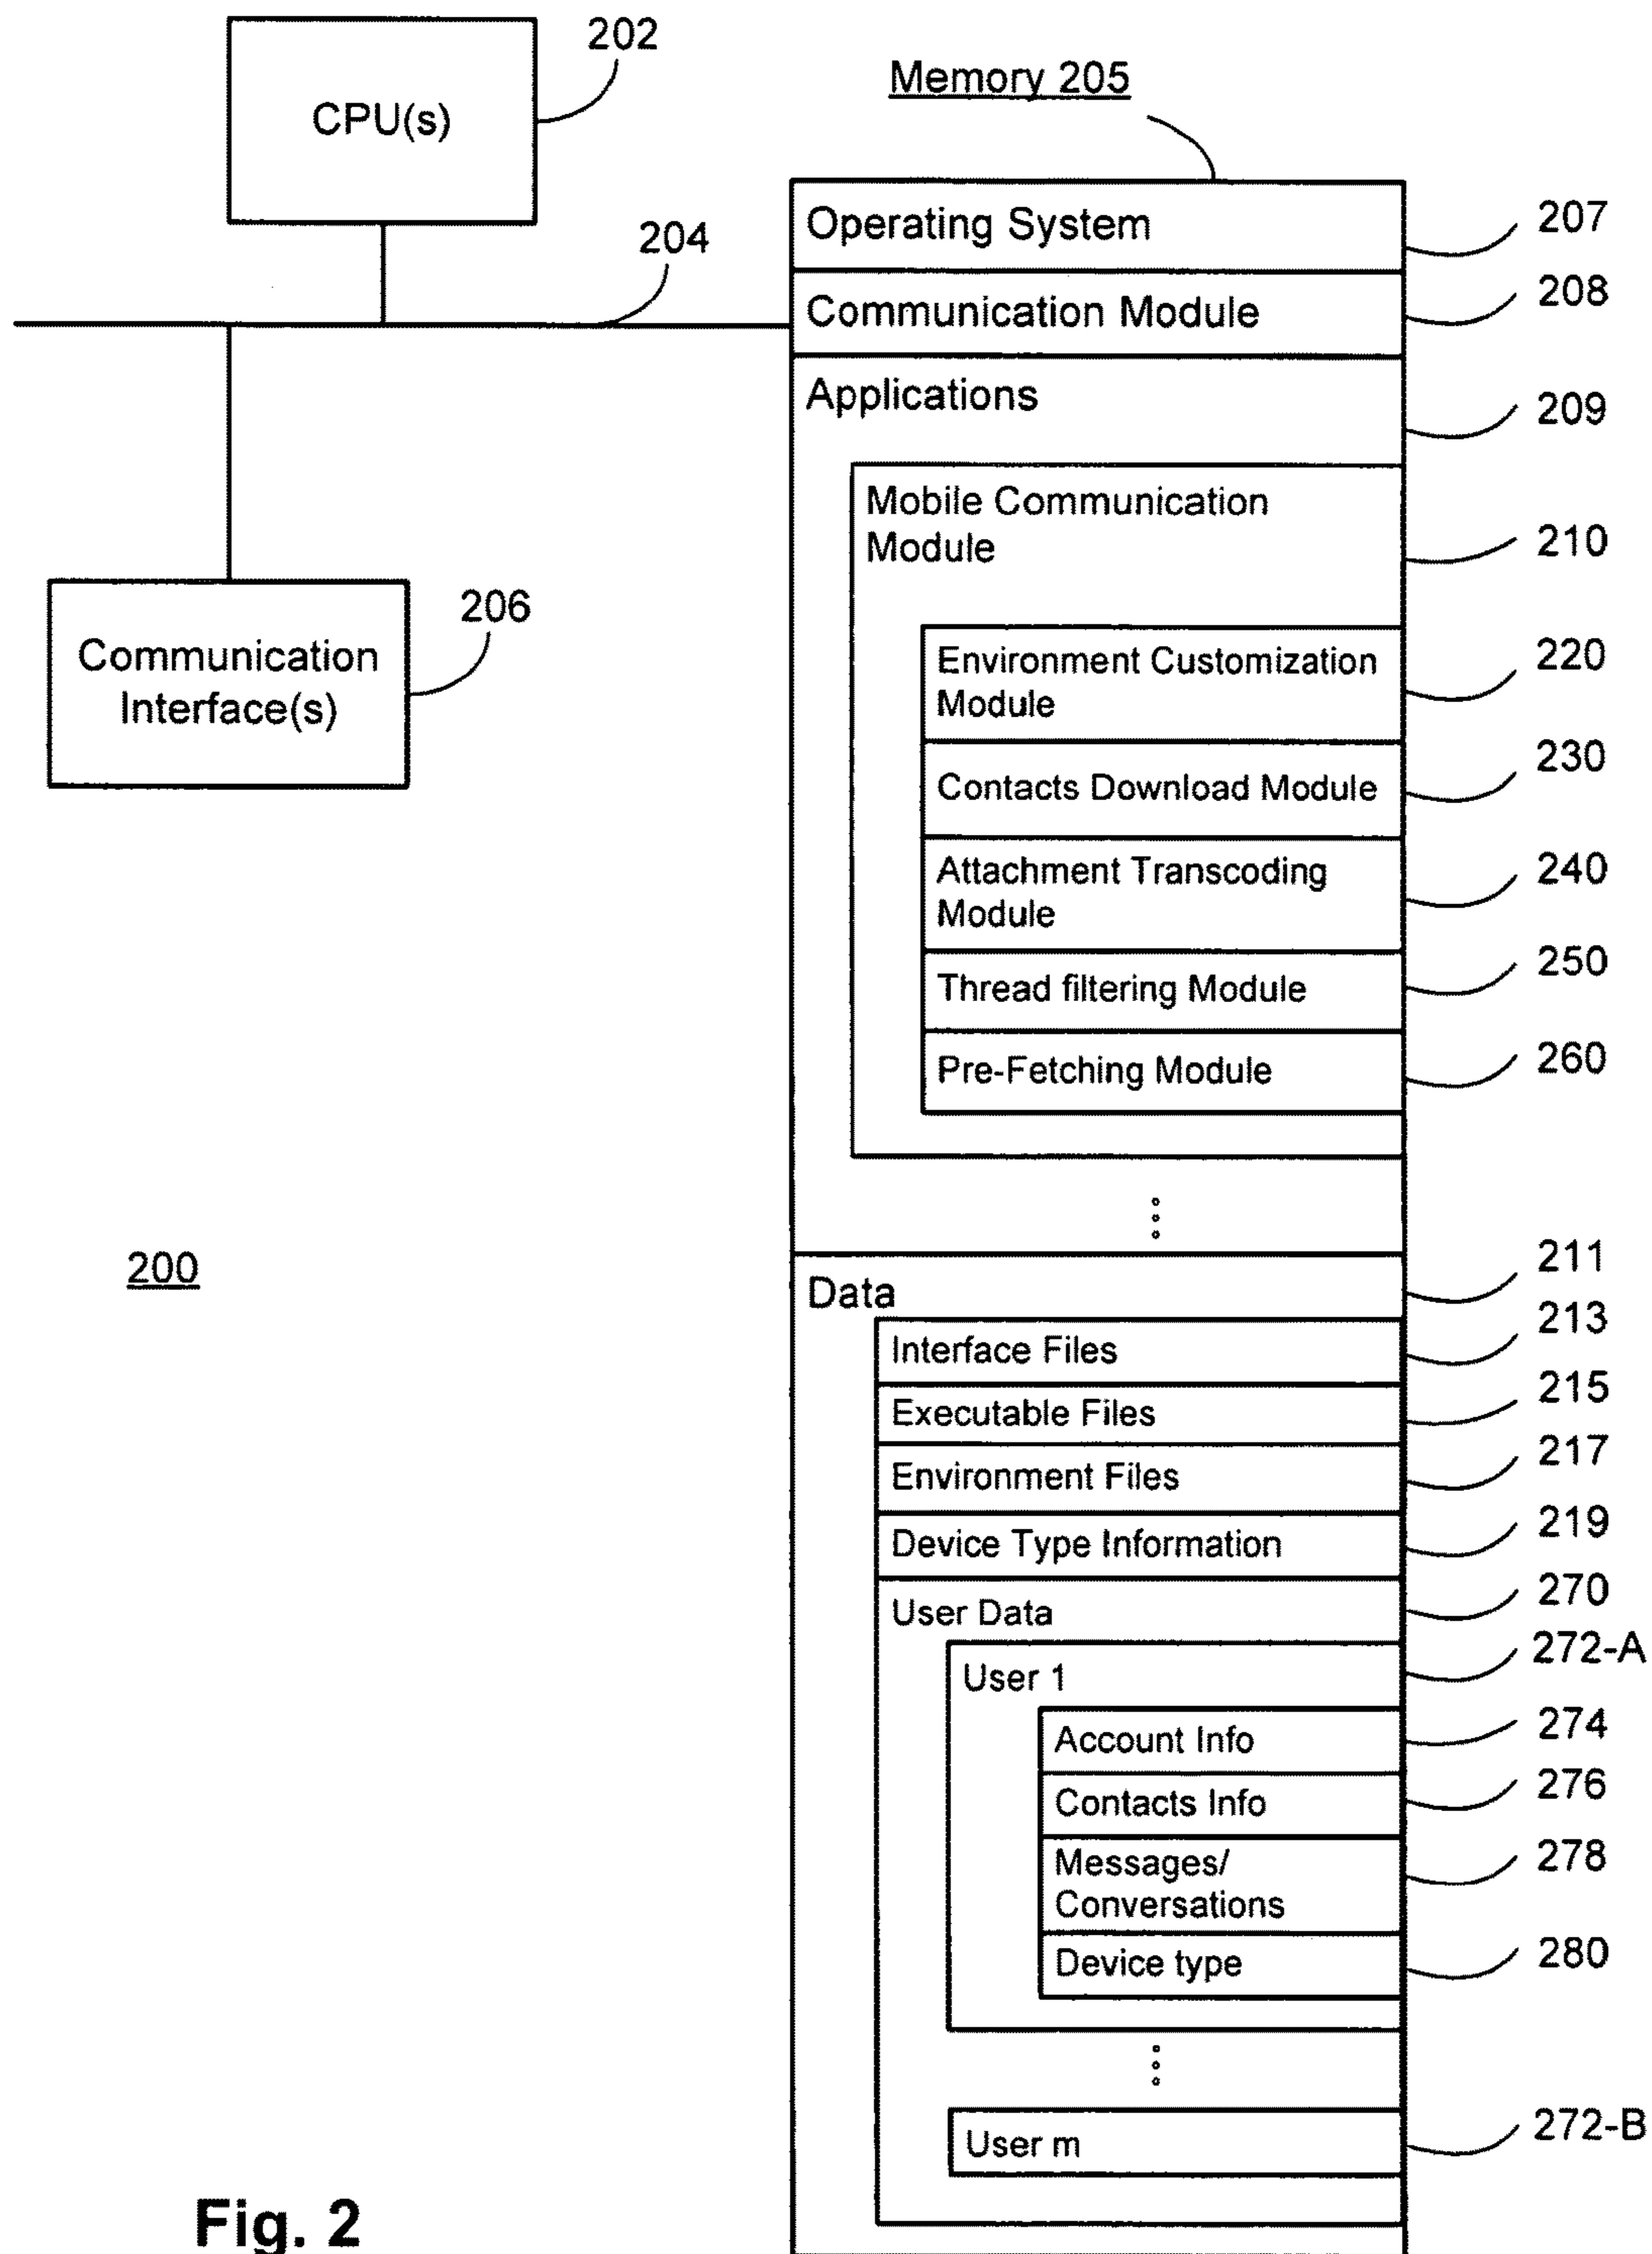 202
CPU(s)
Memory 205
204
Operating System
207
Communication Module
208
Applications
209
Mobile Communication
Module
210
206
Communication
Interface(s)
Environment Customization
Module
220
Contacts Download Module
230
Attachment Transcoding
Module
240
Thread filtering Module
250
Pre-Fetching Module
260
200
Data
211
Interface Files
213
Executable Files
215
Environment Files
217
Device Type Information
219
User Data
270
User 1
272-A
Account Info
274
Contacts Info
276
Messages/
Conversations
278
Device type
280
User m
272-B
Fig. 2